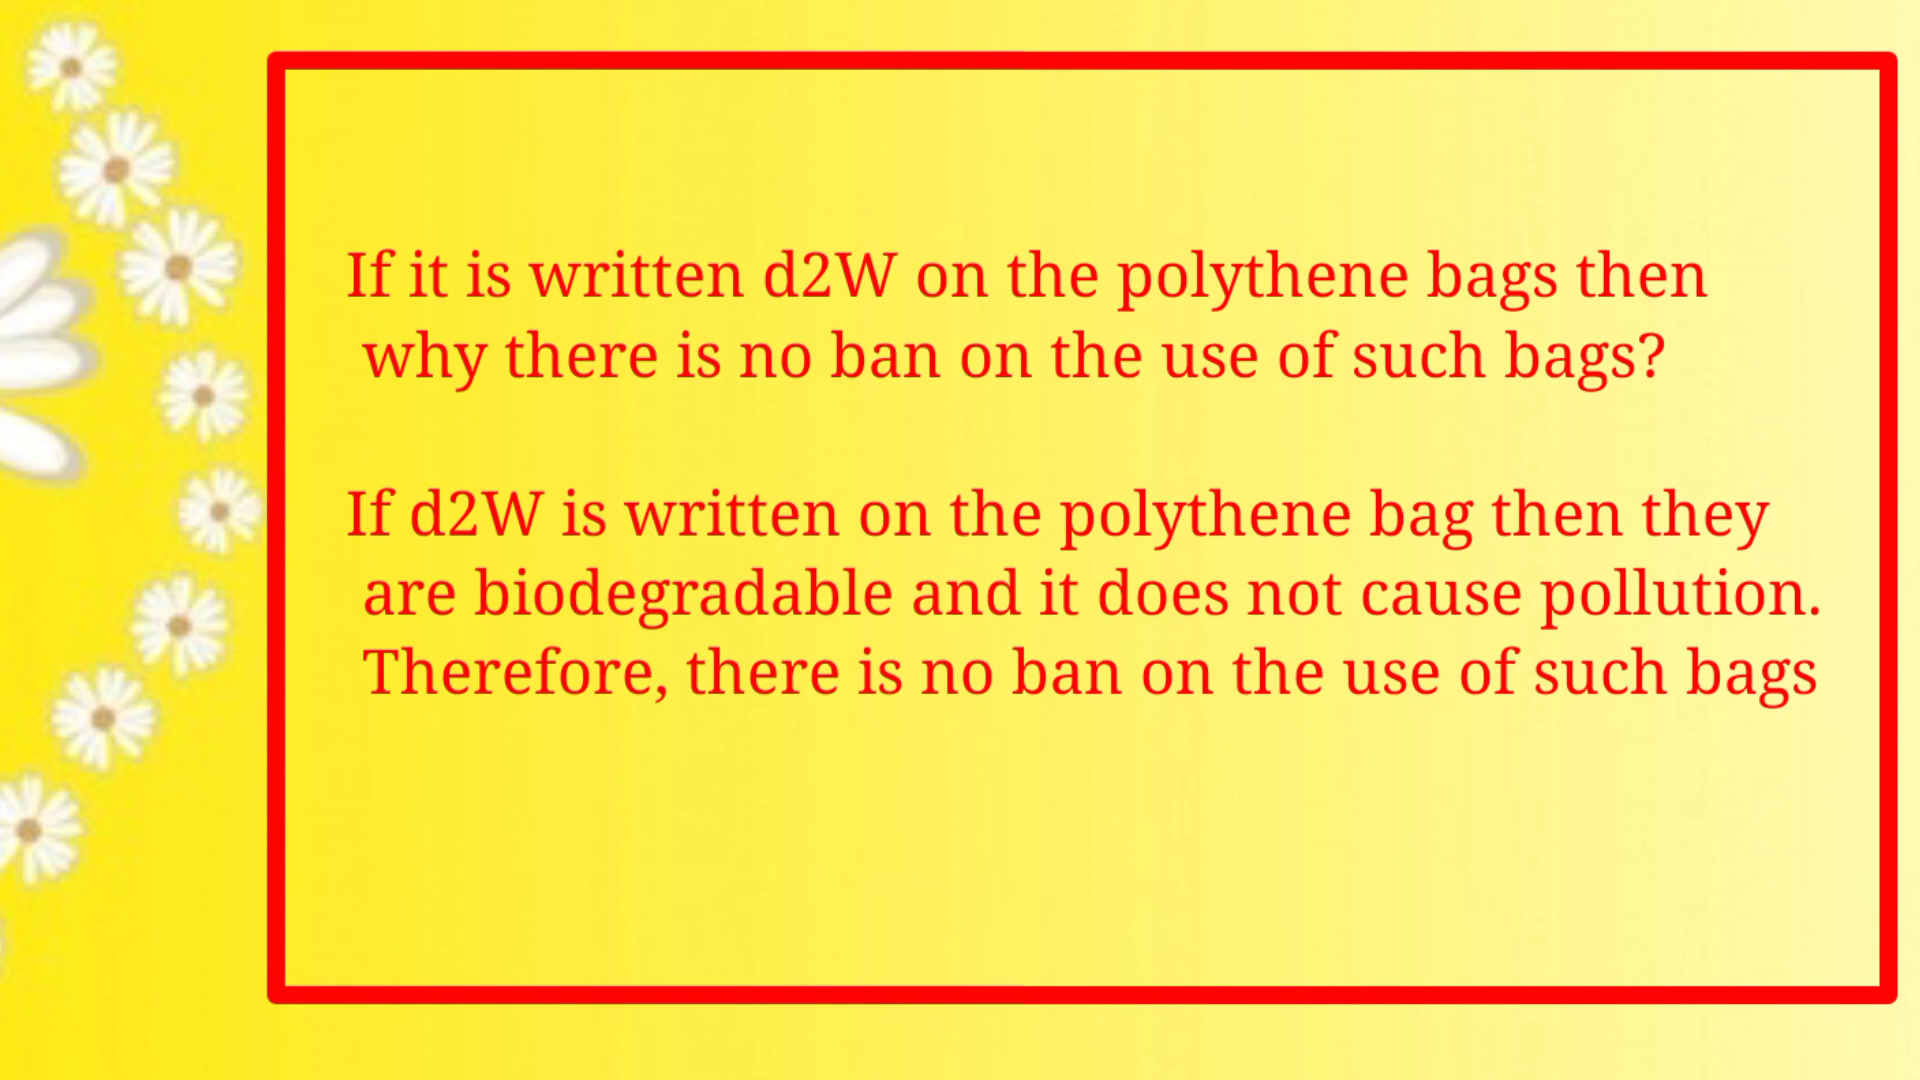 If it is written d2W on the polythene bags then
why there is no ban on the use of such bags?
If d2W is written on the polythene bag then they
are biodegradable and it does not cause pollution.
Therefore, there is no ban on the use of such bags